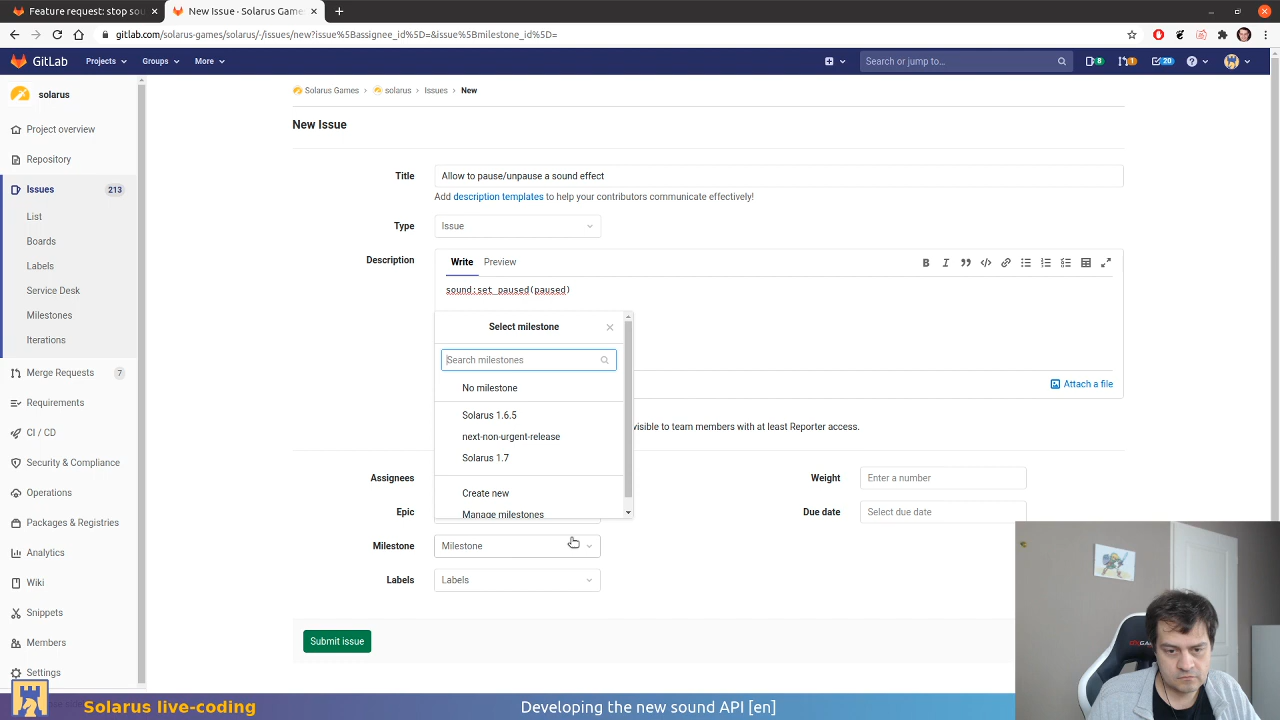 Feature request: stop sou
New Issue · Solarus Game
gitlab.com/solarus-games/solarus/-/issues/new?issue%5Bassignee_id%5D=&issue%5Bmilestone_id%5D=
GitLab Projects Groups More Search or jump to... 8 1 20
solarus
Project overview
Repository
Issues 213
List
Boards
Labels
Service Desk
Milestones
Iterations
Merge Requests 7
Requirements
CI / CD
Security & Compliance
Operations
Packages & Registries
Analytics
Wiki
Snippets
Members
Settings
Solarus Games › solarus › Issues › New
New Issue
Title Allow to pause/unpause a sound effect
Add description templates to help your contributors communicate effectively!
Type Issue
Description Write Preview
sound:set_paused(paused)
Select milestone
Search milestones
No milestone
Solarus 1.6.5
next-non-urgent-release
Solarus 1.7
Create new
Manage milestones
Attach a file
visible to team members with at least Reporter access.
Assignees
Weight Enter a number
Epic
Due date Select due date
Milestone Milestone
Labels Labels
Submit issue
Solarus live-coding Developing the new sound API [en]